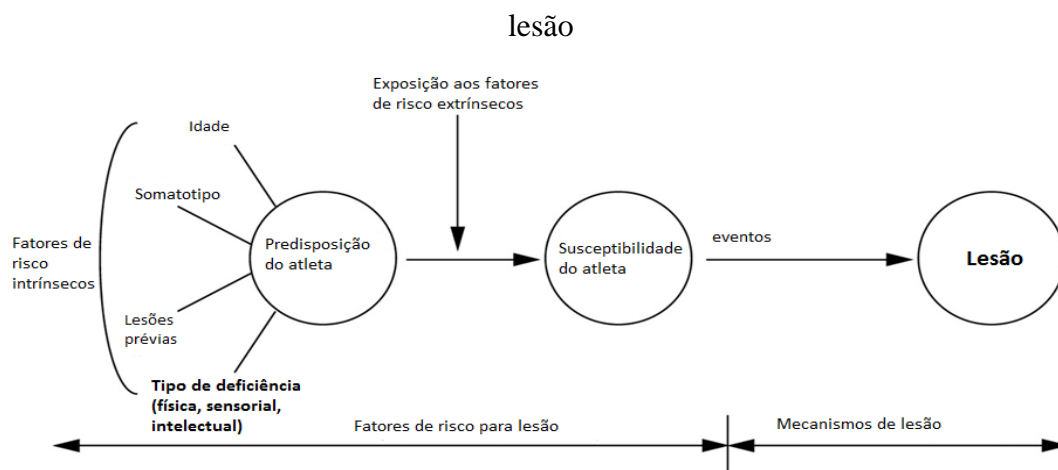 lesão
Exposição aos fatores
de risco extrínsecos
Idade
Somatotipo
Fatores de
risco
intrínsecos
Predisposição
do atleta
Susceptibilidade
do atleta
eventos
Lesão
Lesões
prévias
Tipo de deficiência
(física, sensorial,
intelectual)
Fatores de risco para lesão
Mecanismos de lesão